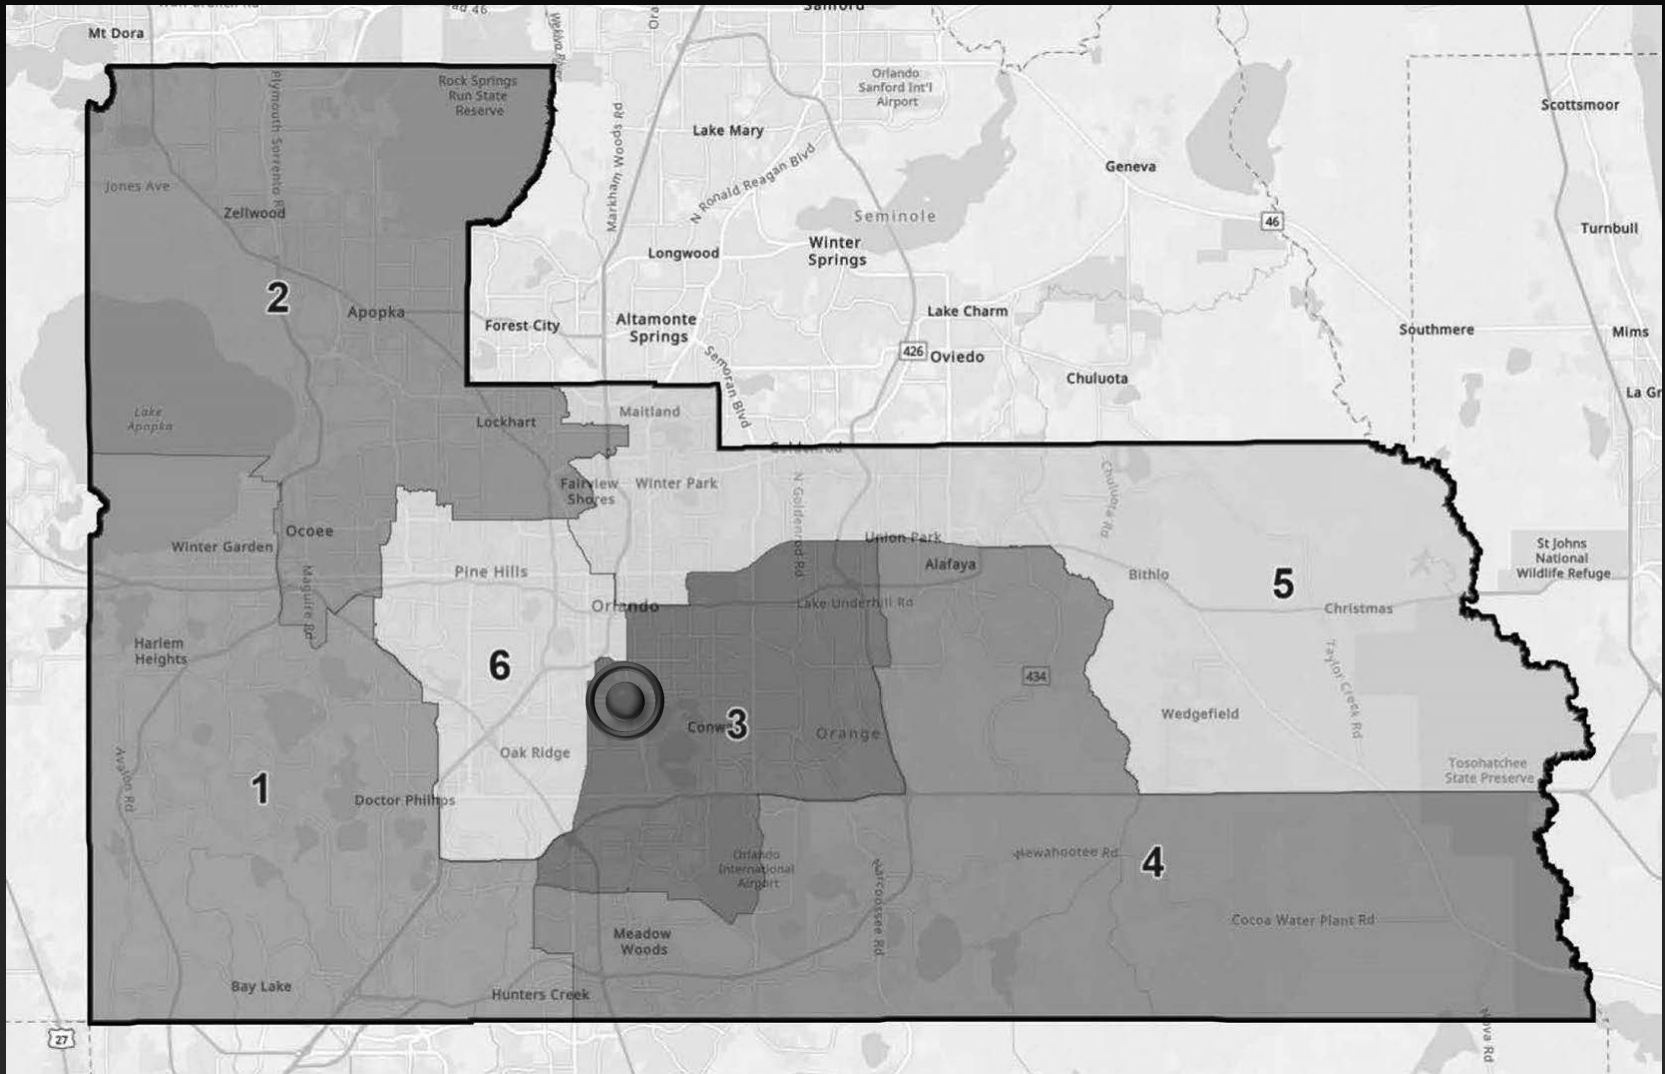 Sanford
Mt Dora
Rock Springs
Run State
Reserve
Plymouth Sorrento R
Orlando
Sanford Int'l
Airport
Scottsmoor
Lake Mary
Markham Woods Rd
N Ronald Reagan Blvd
Geneva
Jones Ave
Zellwood
Seminole
46
Turnbull
Longwood
Winter
Springs
2
Apopka
Forest City
Altamonte
Springs
Lake Charm
Southmere
Mims
426
Oviedo
Semoran Blvd
Chuluota
La Gr
Lake
Apopka
Lockhart
Maitland
Goldenrod
Fairview
Shores
Winter Park
N Goldenrod Rd
Chuluota Rd
Ocoee
Winter Garden
Union Park
Alafaya
St Johns
National
Wildlife Refuge
Pine Hills
Maguire Rd
Bithlo
5
Orlando
Lake Underhill Rd
Christmas
Harlem
Heights
6
434
Taylor Creek Rd
Conw
3
Orange
Wedgefield
Oak Ridge
Tosohatchee
State Preserve
Avalon Rd
1
Doctor Philips
Orlando
International
Airport
Newahootee Rd
4
Narcoossee Rd
Cocoa Water Plant Rd
Meadow
Woods
Bay Lake
Hunters Creek
27
Nova Rd